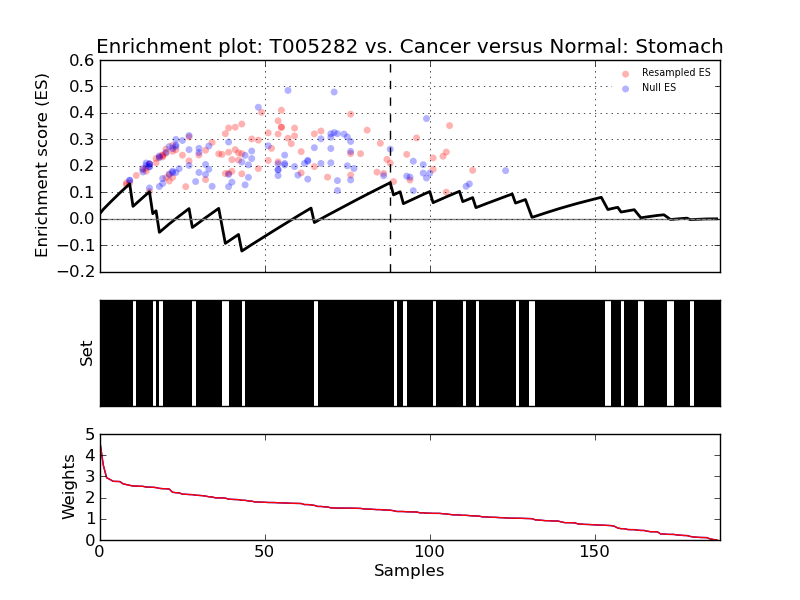 Enrichment plot: T005282 vs. Cancer versus Normal: Stomach
Enrichment score (ES)
0.6
0.5
0.4
0.3
0.2
0.1
0.0
−0.1
−0.2
Resampled ES
Null ES
Set
Weights
5
4
3
2
1
0
0
50
100
150
Samples